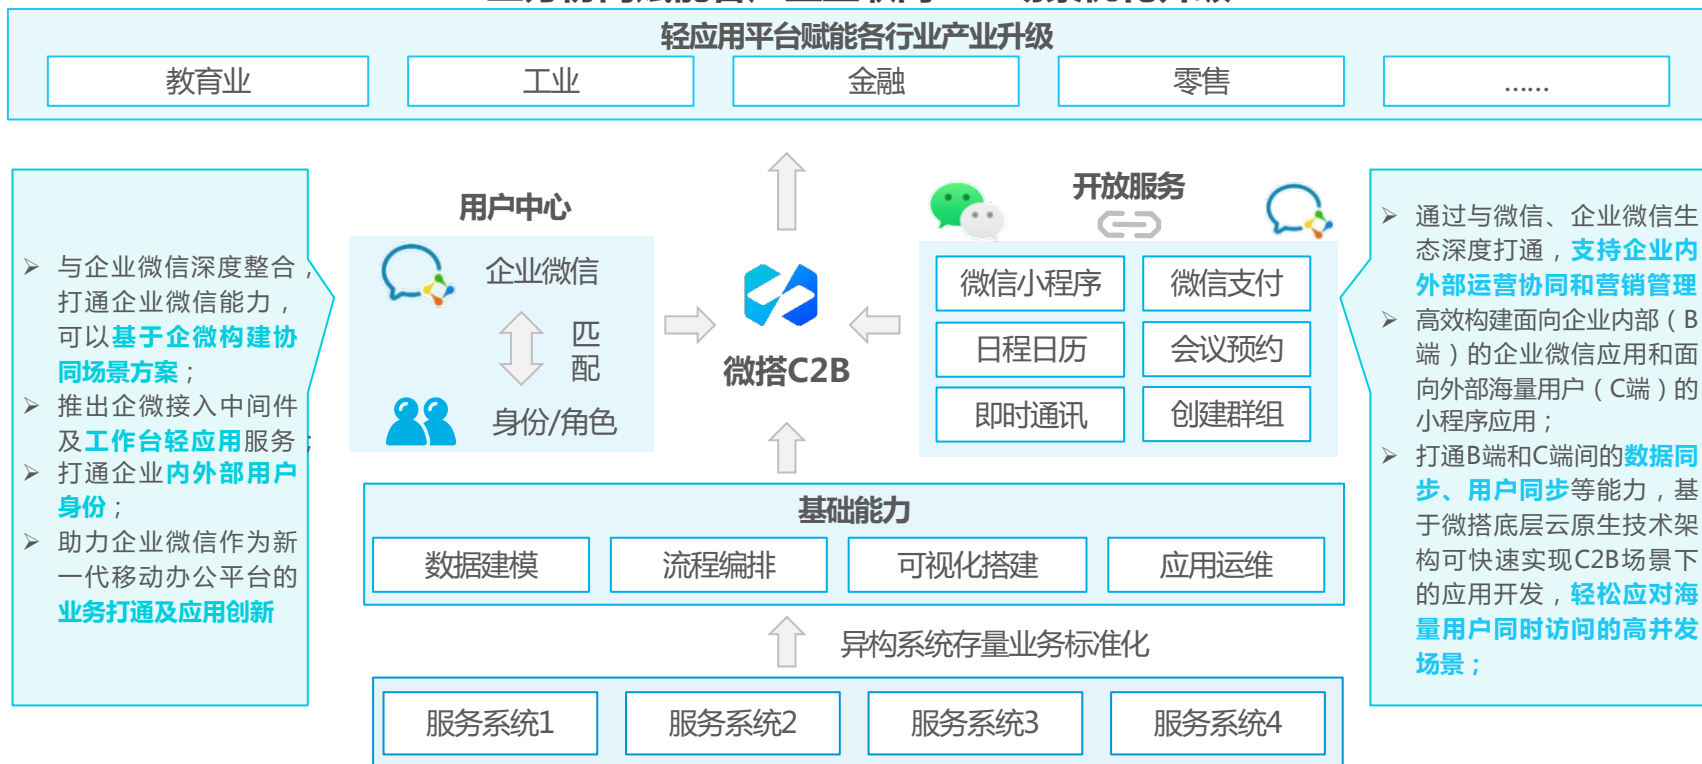 轻应用平台赋能各行业产业升级
教育业
工业
金融
零售
……
用户中心
企业微信
匹
配
身份/角色
微搭C2B
开放服务
微信小程序
微信支付
日程日历
会议预约
即时通讯
创建群组
➢ 与企业微信深度整合，
打通企业微信能力，
可以基于企微构建协
同场景方案；
➢ 推出企微接入中间件
及工作台轻应用服务；
➢ 打通企业内外部用户
身份；
➢ 助力企业微信作为新
一代移动办公平台的
业务打通及应用创新
➢ 通过与微信、企业微信生
态深度打通，支持企业内
外部运营协同和营销管理
➢ 高效构建面向企业内部（B
端）的企业微信应用和面
向外部海量用户（C端）的
小程序应用；
➢ 打通B端和C端间的数据同
步、用户同步等能力，基
于微搭底层云原生技术架
构可快速实现C2B场景下
的应用开发，轻松应对海
量用户同时访问的高并发
场景；
基础能力
数据建模
流程编排
可视化搭建
应用运维
异构系统存量业务标准化
服务系统1
服务系统2
服务系统3
服务系统4